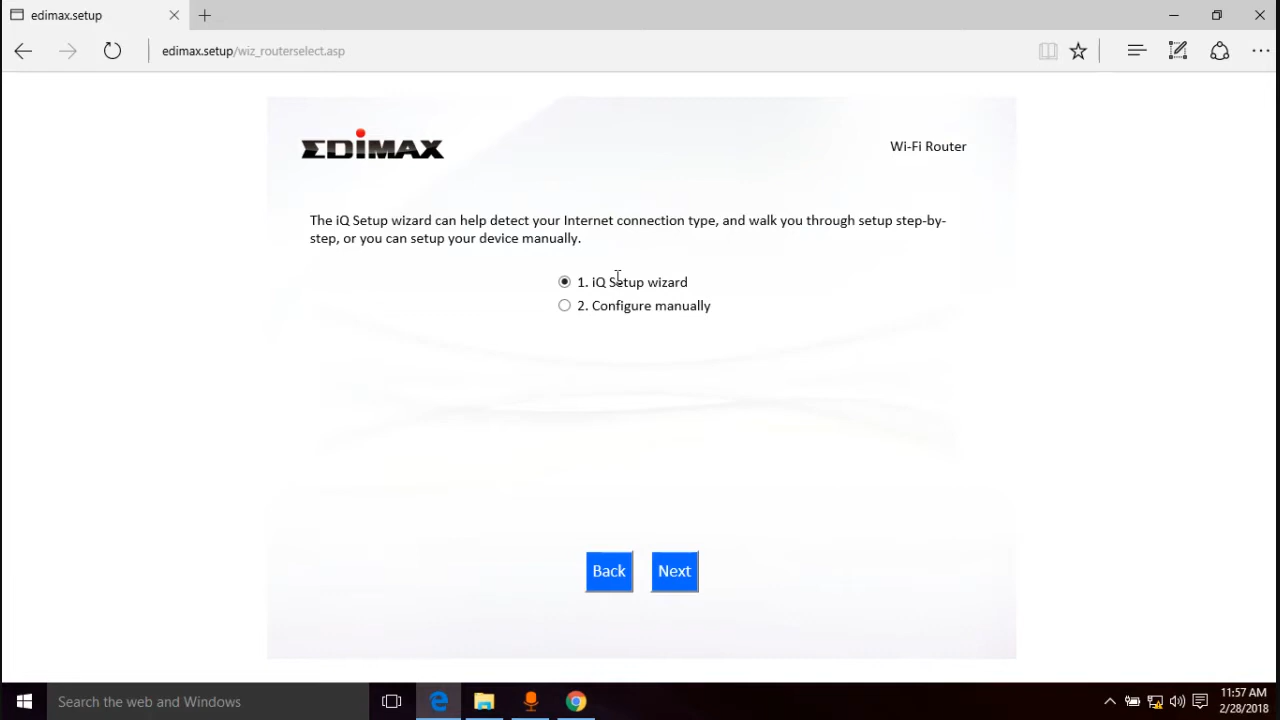 edimax.setup
edimax.setup/wiz_routerselect.asp
EDiMAX
Wi-Fi Router
The iQ Setup wizard can help detect your Internet connection type, and walk you through setup step-by-
step, or you can setup your device manually.
1. iQ Setup wizard
2. Configure manually
Back Next
Search the web and Windows
11:57 AM
2/28/2018